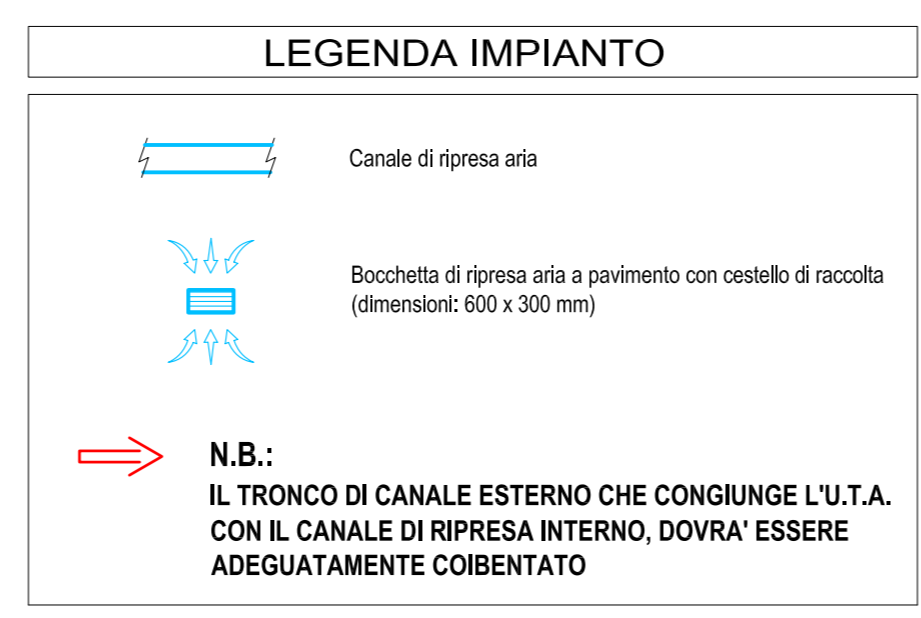 LEGENDA IMPIANTO
Canale di ripresa aria
Bocchetta di ripresa aria a pavimento con cestello di raccolta
(dimensioni: 600 x 300 mm)
N.B.:
IL TRONCO DI CANALE ESTERNO CHE CONGIUNGE L'U.T.A.
CON IL CANALE DI RIPRESA INTERNO, DOVRA' ESSERE
ADEGUATAMENTE COIBENTATO